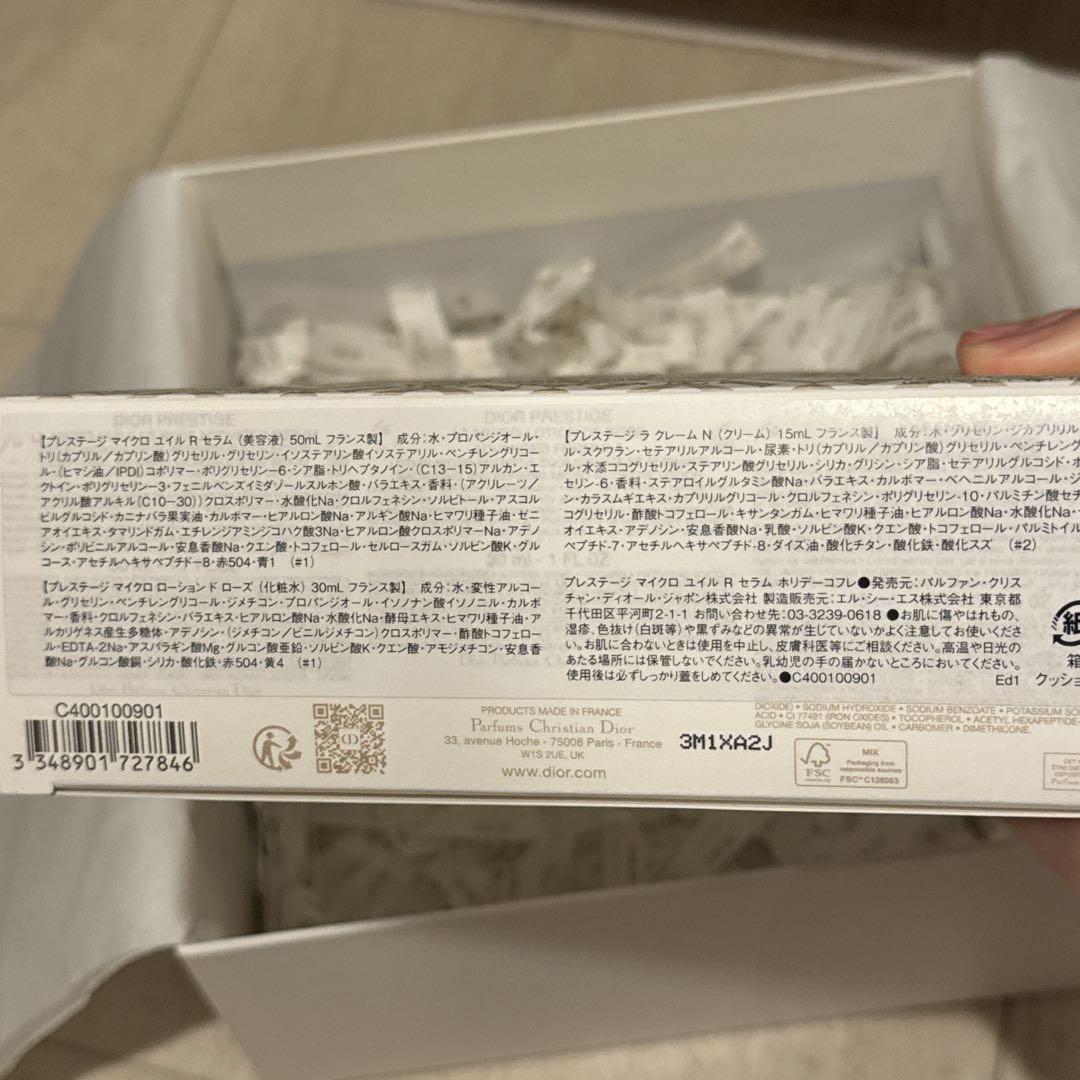 DIOR PRESTIGE
DIOR PRESTIGE
【プレステージ マイクロ ユイル R セラム (美容液) 50mL フランス製】 成分:水・プロパンジオール・
トリ(カプリル/カプリン酸)グリセリル・グリセリン・イソステアリン酸イソステアリル・ペンチレングリコー
ル・(ヒマシ油/IPDI)コポリマー・ポリグリセリン-6・シア脂・トリヘプタノイン・(C13-15)アルカン・エ
クトイン・ポリグリセリン-3・フェニルベンズイミダゾールスルホン酸・バラエキス・香料・(アクリレーツ/
アクリル酸アルキル(C10-30))クロスポリマー・水酸化Na・クロルフェネシン・ソルビトール・アスコル
ビルグルコシド・カニナバラ果実油・カルボマー・ヒアルロン酸Na・アルギン酸Na・ヒマワリ種子油・ゼニ
アオイエキス・タマリンドガム・エチレンジアミンジコハク酸3Na・ヒアルロン酸クロスポリマーNa・アデノ
シン・ポリビニルアルコール・安息香酸Na・クエン酸・トコフェロール・セルロースガム・ソルビン酸K・グル
コース・アセチルヘキサペプチド-8・赤504・青1 (#1)
【プレステージ マイクロ ローション ド ローズ (化粧水) 30mL フランス製】 成分:水・変性アルコー
ル・グリセリン・ペンチレングリコール・ジメチコン・プロパンジオール・イソノナン酸イソノニル・カルボ
マー・香料・クロルフェネシン・バラエキス・ヒアルロン酸Na・水酸化Na・酵母エキス・ヒマワリ種子油・ア
ルカリゲネス産生多糖体・アデノシン・(ジメチコン/ビニルジメチコン)クロスポリマー・酢酸トコフェロー
ル・EDTA-2Na・アスパラギン酸Mg・グルコン酸亜鉛・ソルビン酸K・クエン酸・アモジメチコン・安息香
酸Na・グルコン酸銅・シリカ・酸化鉄・赤504・黄4 (#1)
【プレステージ ラ クレーム N (クリーム) 15mL フランス製】 成分:水・グリセリン・ジカプリリル
ル・スクワラン・セテアリルアルコール・尿素・トリ(カプリル/カプリン酸)グリセリル・ペンチレング
ル・水添ココグリセリル・ステアリン酸グリセリル・シリカ・グリシン・シア脂・セテアリルグルコシド・ポ
セリン-6・香料・ステアロイルグルタミン酸Na・バラエキス・カルボマー・ベヘニルアルコール・ジ
ン・カラスムギエキス・カプリリルグリコール・クロルフェネシン・ポリグリセリン-10・パルミチン酸セチ
コグリセリル・酢酸トコフェロール・キサンタンガム・ヒマワリ種子油・ヒアルロン酸Na・水酸化Na・セ
オイエキス・アデノシン・安息香酸Na・乳酸・ソルビン酸K・クエン酸・トコフェロール・パルミトイル
ペプチド-7・アセチルヘキサペプチド-8・ダイズ油・酸化チタン・酸化鉄・酸化スズ (#2)
プレステージ マイクロ ユイル R セラム ホリデーコフレ●発売元:パルファン・クリス
チャン・ディオール・ジャポン株式会社 製造販売元:エル・シー・エス株式会社 東京都
千代田区平河町2-1-1 お問い合わせ先:03-3239-0618 ●お肌に傷やはれもの、
湿疹、色抜け(白斑等)や黒ずみなどの異常が生じていないかよく注意してお使いくださ
い。お肌に合わないときは使用を中止し、皮膚科医等にご相談ください。高温や日光の
あたる場所には保管しないでください。乳幼児の手の届かないところにおいてください。
使用後は必ずしっかり蓋をしめてください。●C400100901
Ed1
紙
箱
クッショ
C400100901
3 348901 727846
CD
PRODUCTS MADE IN FRANCE
Parfums Christian Dior
33, avenue Hoche - 75008 Paris - France
W1S 2UE, UK
www.dior.com
3M1XA2J
DIOXIDE) • SODIUM HYDROXIDE • SODIUM BENZOATE • POTASSIUM SO
ACID • CI 77491 (IRON OXIDES) • TOCOPHEROL • ACETYL HEXAPEPTIDE
GLYCINE SOJA (SOYBEAN) OIL • CARBOMER • DIMETHICONE.
FSC
MIX
Packaging from
responsible sources
FSC® C126093